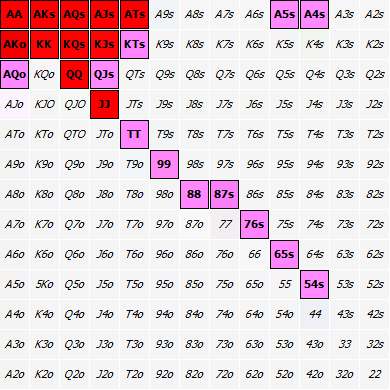 AA AKs AQs AJs ATs A9s A8s A7s A6s A5s A4s A3s A2s
AKo KK KQs KJs KTs K9s K8s K7s K6s K5s K4s K3s K2s
AQo KQo QQ QJs QTs Q9s Q8s Q7s Q6s Q5s Q4s Q3s Q2s
AJo KJO QJO JJ JTs J9s J8s J7s J6s J5s J4s J3s J2s
ATo KTo QTO JTo TT T9s T8s T7s T6s T5s T4s T3s T2s
A9o K9o Q9o J9o T9o 99 98s 97s 96s 95s 94s 93s 92s
A8o K8o Q8o J8o T8o 98o 88 87s 86s 85s 84s 83s 82s
A7o K7o Q7o J7o T7o 97o 87o 77 76s 75s 74s 73s 72s
A6o K6o Q6o J6o T6o 96o 86o 76o 66 65s 64s 63s 62s
A5o 5Ko Q5o J5o T5o 95o 85o 75o 65o 55 54s 53s 52s
A4o K4o Q4o J4o T4o 94o 84o 74o 64o 54o 44 43s 42s
A3o K3o Q3o J3o T3o 93o 83o 73o 63o 53o 43o 33 32s
A2o K2o Q2o J2o T2o 92o 82o 72o 62o 52o 42o 32o 22